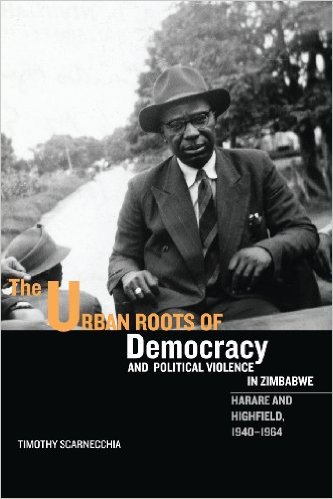 The URBAN ROOTS OF
Democracy
AND POLITICAL VIOLENCE
IN ZIMBABWE
HARARE AND
HIGHFIELD,
1940–1964
TIMOTHY SCARNECCHIA